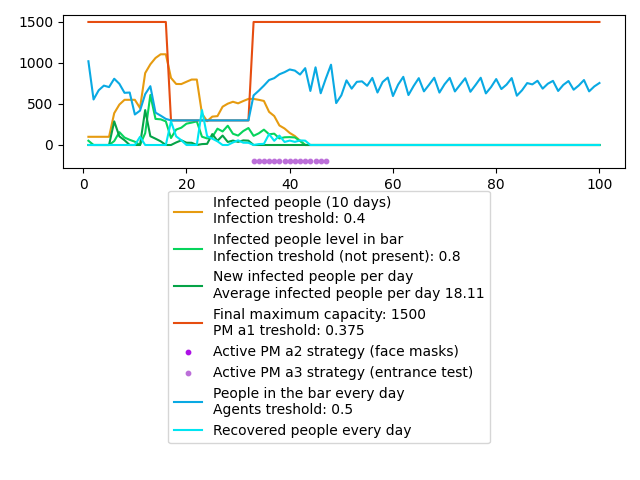 1500
1000
500
0
0
20
40
60
80
100
Infected people (10 days)
Infection treshold: 0.4
Infected people level in bar
Infection treshold (not present): 0.8
New infected people per day
Average infected people per day 18.11
Final maximum capacity: 1500
PM a1 treshold: 0.375
Active PM a2 strategy (face masks)
Active PM a3 strategy (entrance test)
People in the bar every day
Agents treshold: 0.5
Recovered people every day